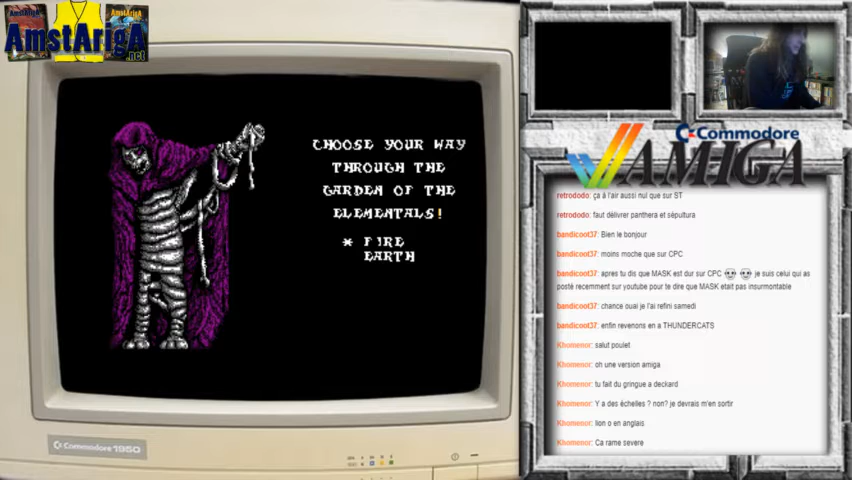 AmstArigA
.net
CHOOSE YOUR WAY
THROUGH THE
GARDEN OF THE
ELEMENTALS!
* FIRE
EARTH
Commodore 1950
Commodore
AMIGA
retrododo: ça à l'air aussi nul que sur ST
retrododo: faut délivrer panthera et sépultura
bandicoot37: Bien le bonjour
bandicoot37: moins moche que sur CPC
bandicoot37: apres tu dis que MASK est dur sur CPC je suis celui qui as
posté recemment sur youtube pour te dire que MASK etait pas insurmontable
bandicoot37: chance ouai je l'ai refini samedi
bandicoot37: enfin revenons en a THUNDERCATS
Khomenor: salut poulet
Khomenor: oh une version amiga
Khomenor: tu fait du gringue a deckard
Khomenor: Y a des échelles ? non? je devrais m'en sortir
Khomenor: lion o en anglais
Khomenor: Ca rame severe